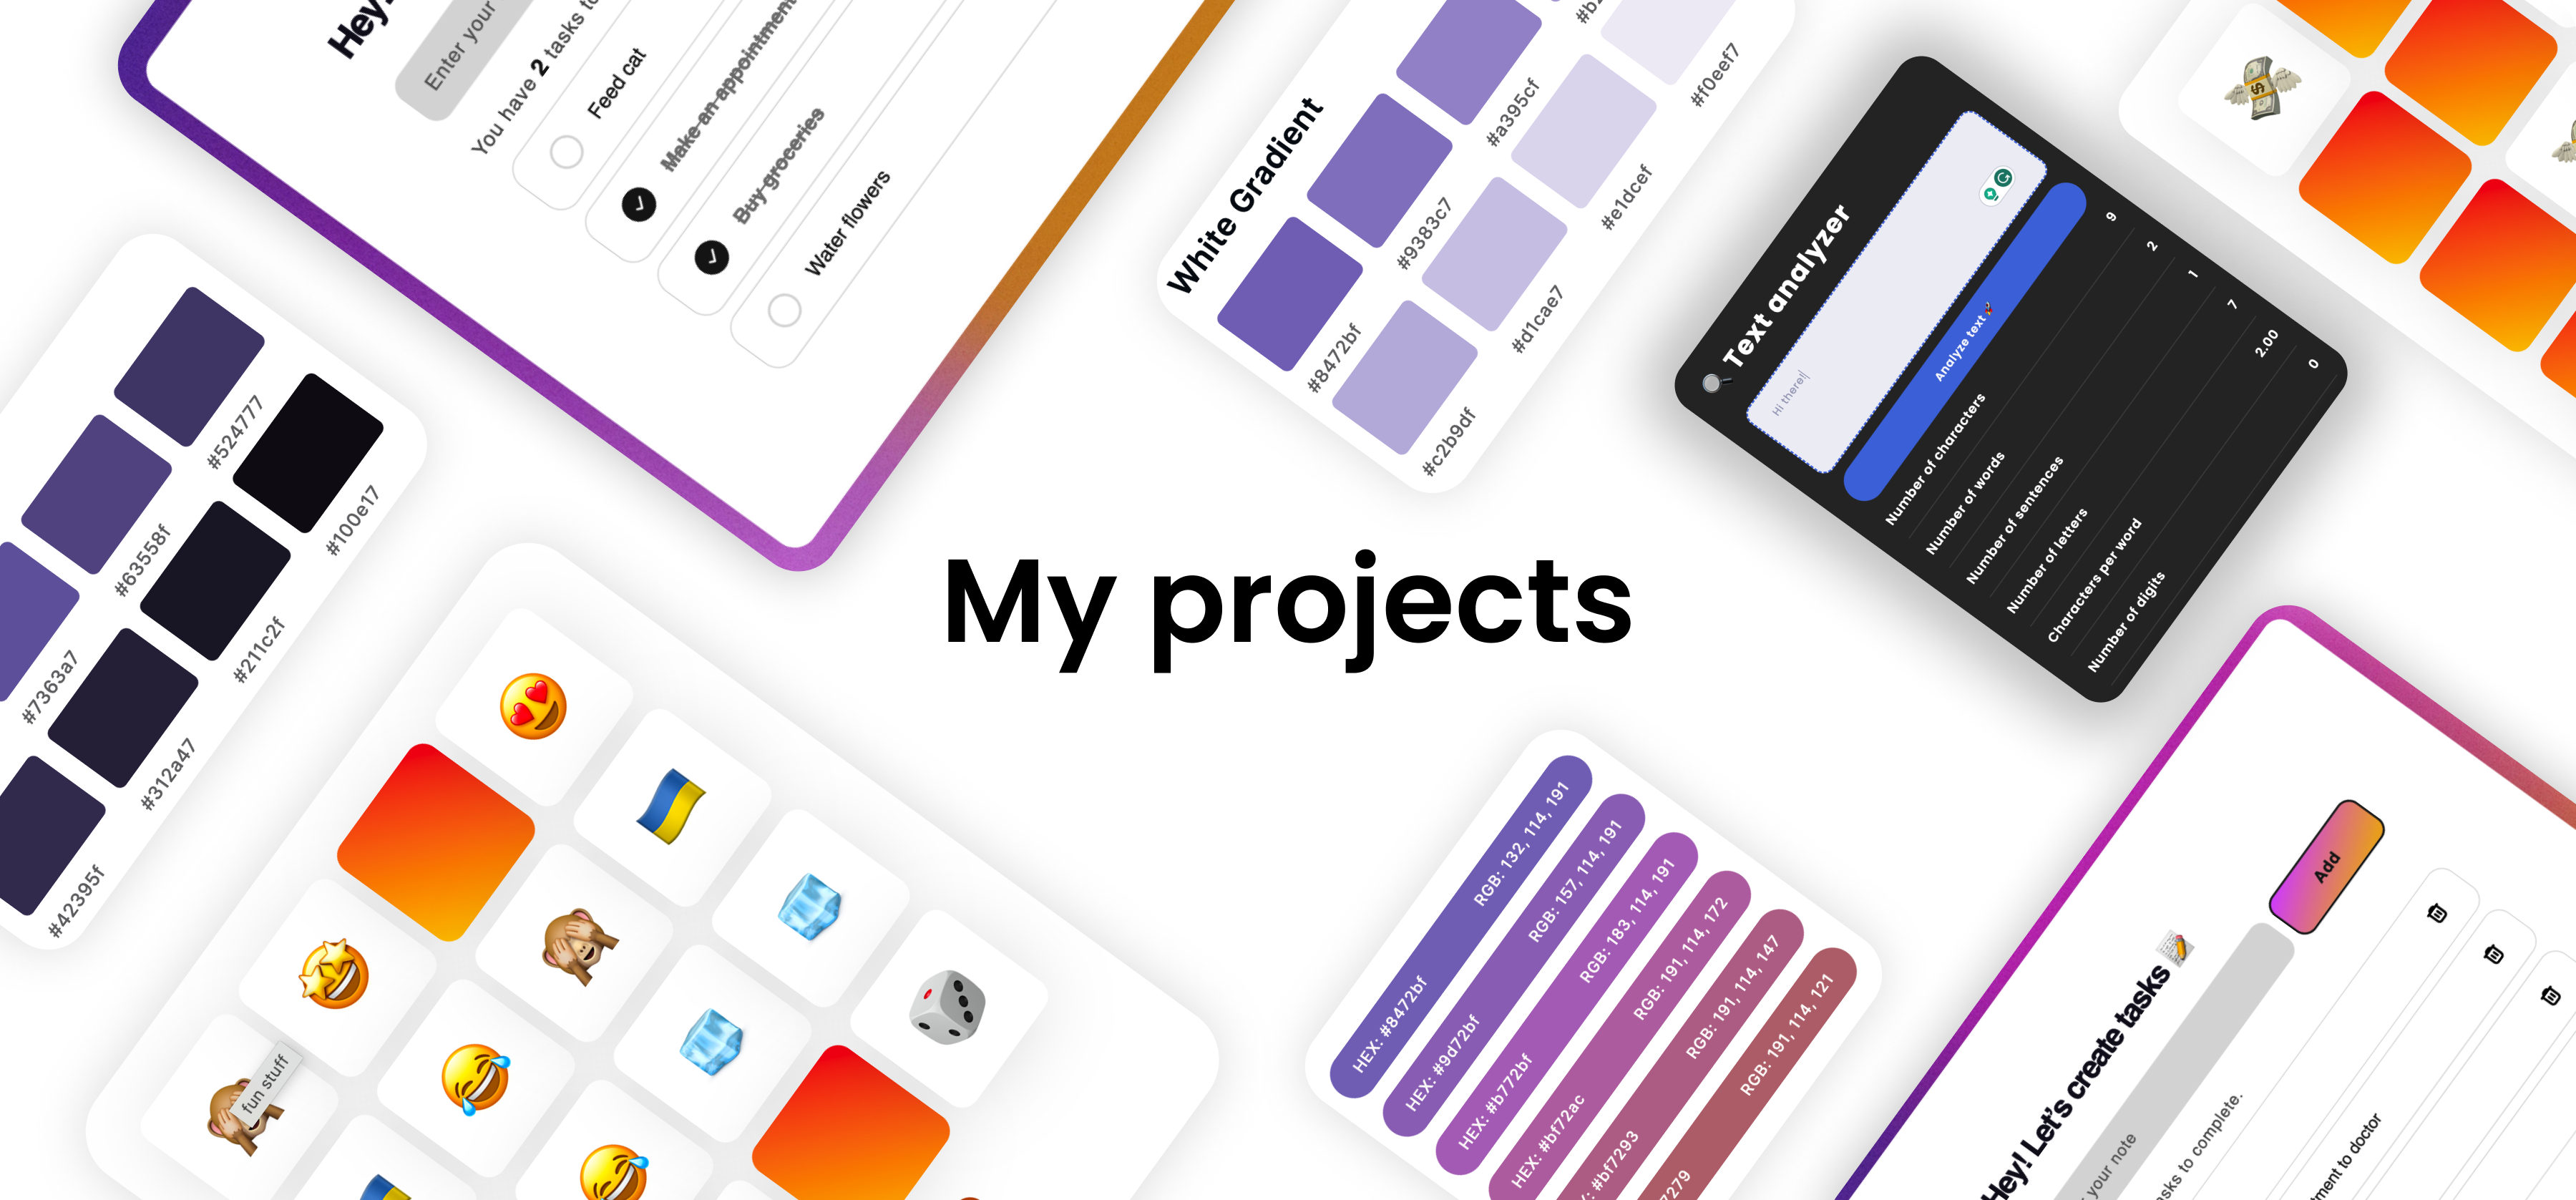 Hey!
Enter your
You have 2 tasks to
Feed cat
Make an appointment
Buy groceries
Water flowers
White Gradient
#8472bf
#9383c7
#a395cf
#c2b9df
#d1cae7
#e1dcef
#f0eef7
Text analyzer
Hi there!
Analyze text 🚀
Number of characters 9
Number of words 2
Number of sentences 1
Number of letters 7
Characters per word 2.00
Number of digits 0
#7363a7
#63558f
#524777
#42395f
#312a47
#211c2f
#100e17
My projects
fun stuff
HEX: #8472bf RGB: 132, 114, 191
HEX: #9d72bf RGB: 157, 114, 191
HEX: #b772bf RGB: 183, 114, 191
HEX: #bf72ac RGB: 191, 114, 172
: #bf7293 RGB: 191, 114, 147
7279 RGB: 191, 114, 121
Hey! Let's create tasks
your note
Add
sks to complete.
ment to doctor